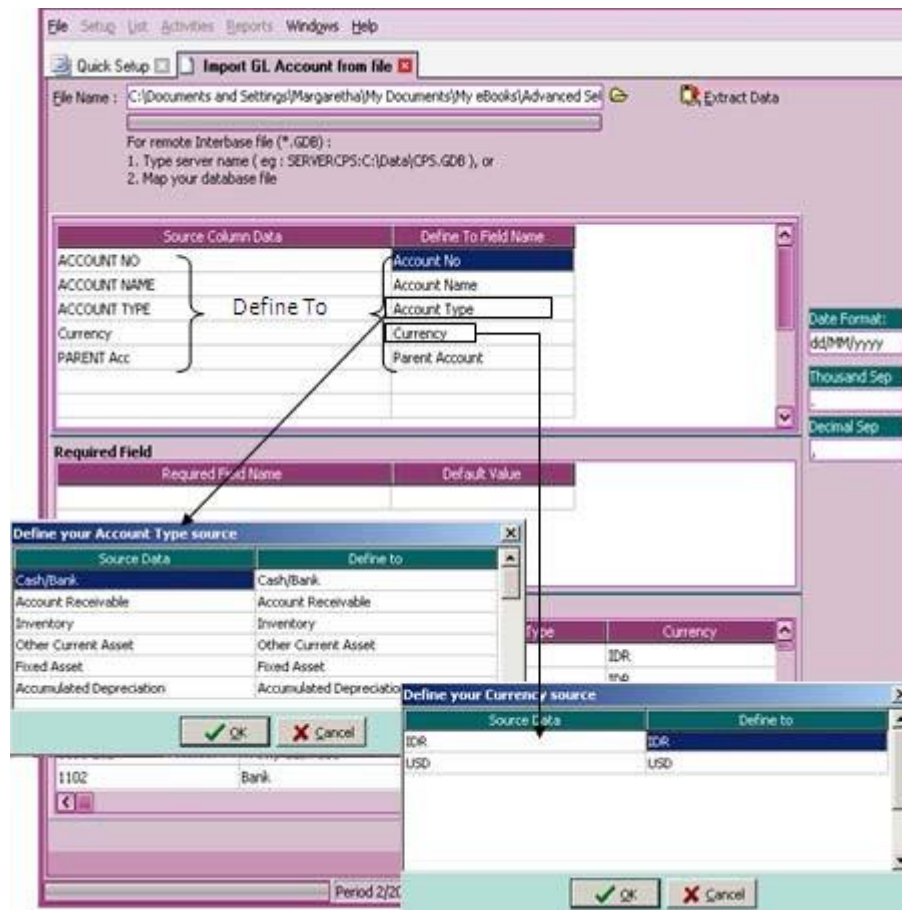 File Setup List Activities Reports Windows Help
Quick Setup Import GL Account from file
File Name : C:\Documents and Settings\Margaretha\My Documents\My eBooks\Advanced Sel Extract Data
For remote Interbase file (*.GDB) :
1. Type server name ( eg : SERVERCPS:C:\Data\CPS.GDB ), or
2. Map your database file
Source Column Data Define To Field Name
ACCOUNT NO Account No
ACCOUNT NAME Account Name
ACCOUNT TYPE Define To Account Type
Currency Currency
PARENT Acc Parent Account
Date Format:
dd/MM/yyyy
Thousand Sep
.
Decimal Sep
,
Required Field
Required Field Name Default Value
Define your Account Type source
Source Data Define to
Cash/Bank Cash/Bank
Account Receivable Account Receivable
Inventory Inventory
Other Current Asset Other Current Asset
Fixed Asset Fixed Asset
Accumulated Depreciation Accumulated Depreciatio
OK Cancel
Type Currency
IDR
IDR
Define your Currency source
Source Data Define to
IDR IDR
USD USD
OK Cancel
1102 Bank
Period 2/20